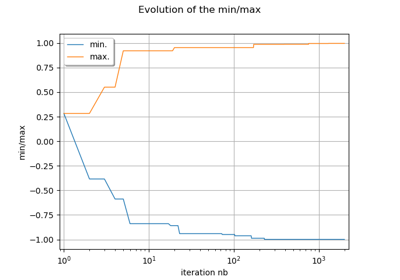 Evolution of the min/max
1.00
0.75
0.50
0.25
0.00
−0.25
−0.50
−0.75
−1.00
min/max
min.
max.
10⁰
10¹
10²
10³
iteration nb